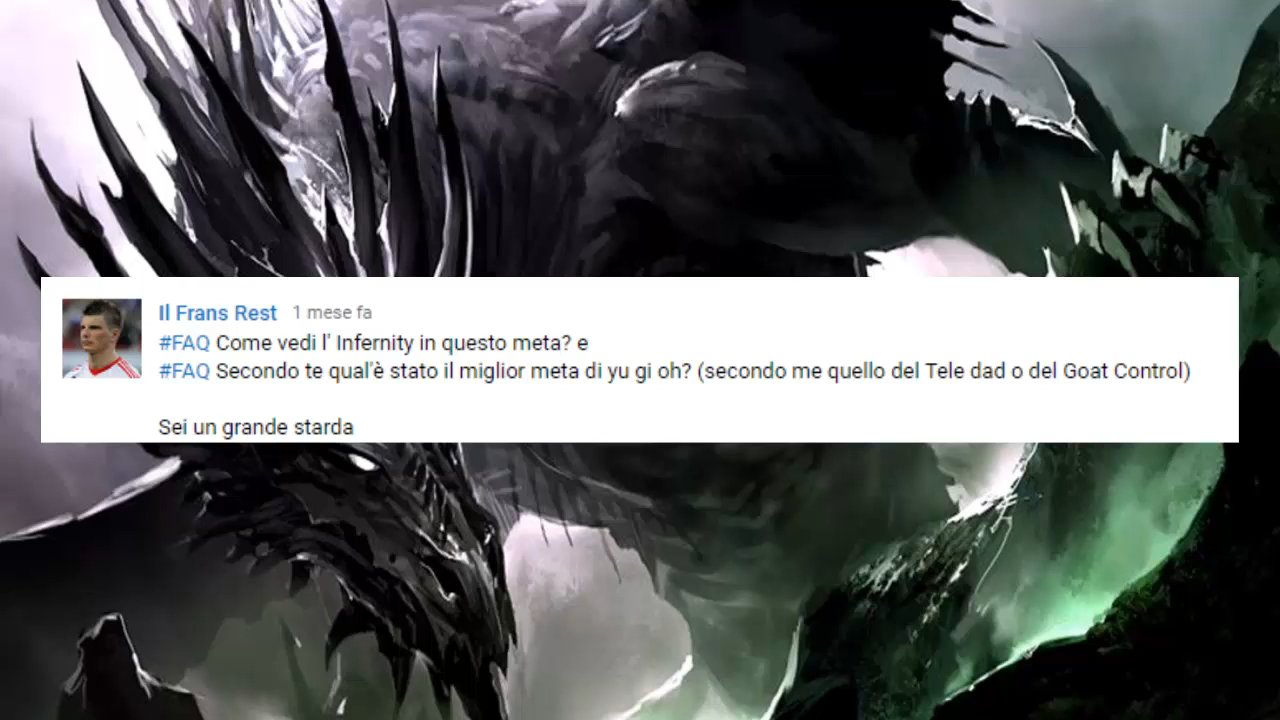 Il Frans Rest 1 mese fa
#FAQ Come vedi l' Infernity in questo meta? e
#FAQ Secondo te qual'è stato il miglior meta di yu gi oh? (secondo me quello del Tele dad o del Goat Control)
Sei un grande starda